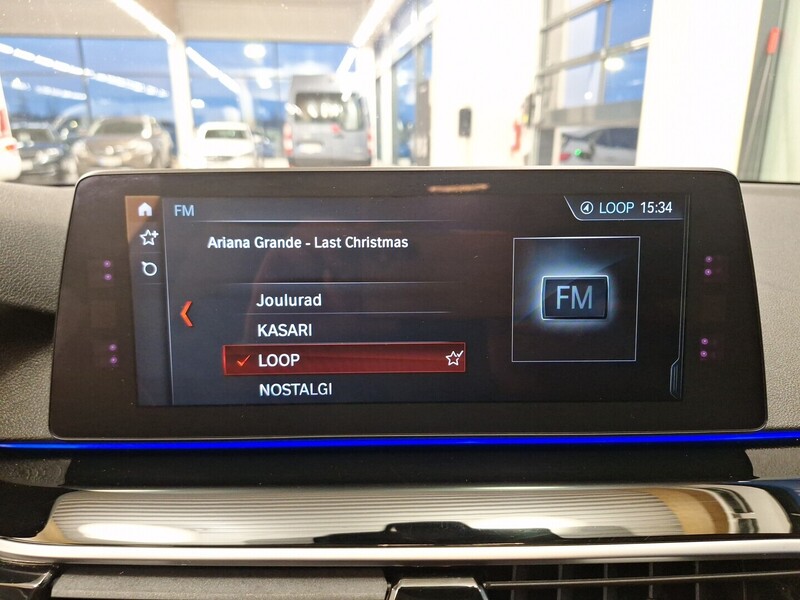 FM
LOOP 15:34
Ariana Grande - Last Christmas
Joulurad
KASARI
LOOP
NOSTALGI
FM